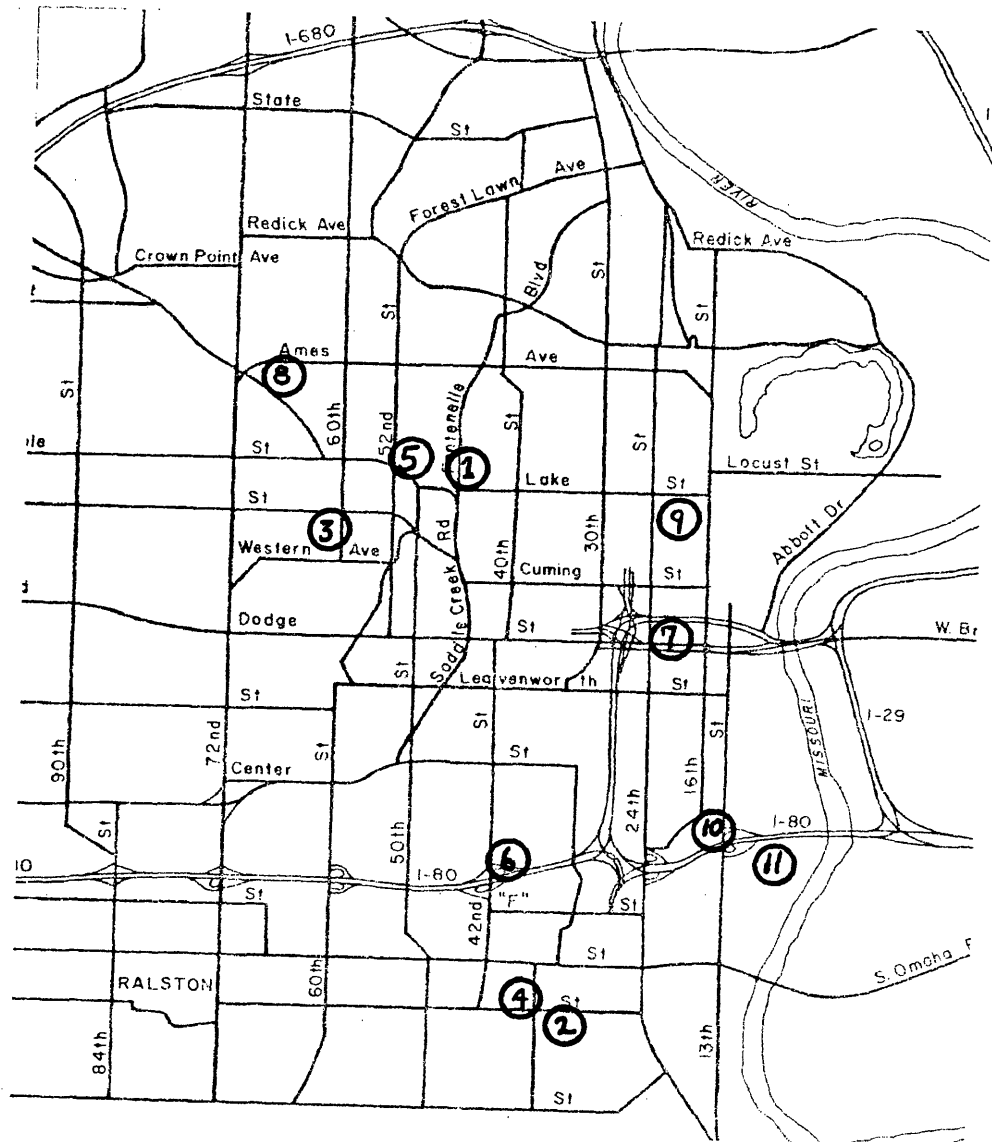 I-680
State
St
RIVER
Forest Lawn Ave
Redick Ave
Redick Ave
Crown Point Ave
Blvd
St
St
St
Ames
Ave
8
St
60th
52nd
St
St
St
5
1
St
Lake
St
Locust St
St
3
9
Western Ave
Rd
40th
30th
Abbott Dr
Cuming
St
Dodge
St
7
W. Br
Saddle Creek
St
Leavenworth
St
St
St
St
St
I-29
MISSOURI
90th
72nd
Center
St
16th
24th
St
10
I-80
11
50th
6
I-80
St
"F"
St
42nd
St
RALSTON
60th
S. Omaha
4
St
2
84th
13th
St